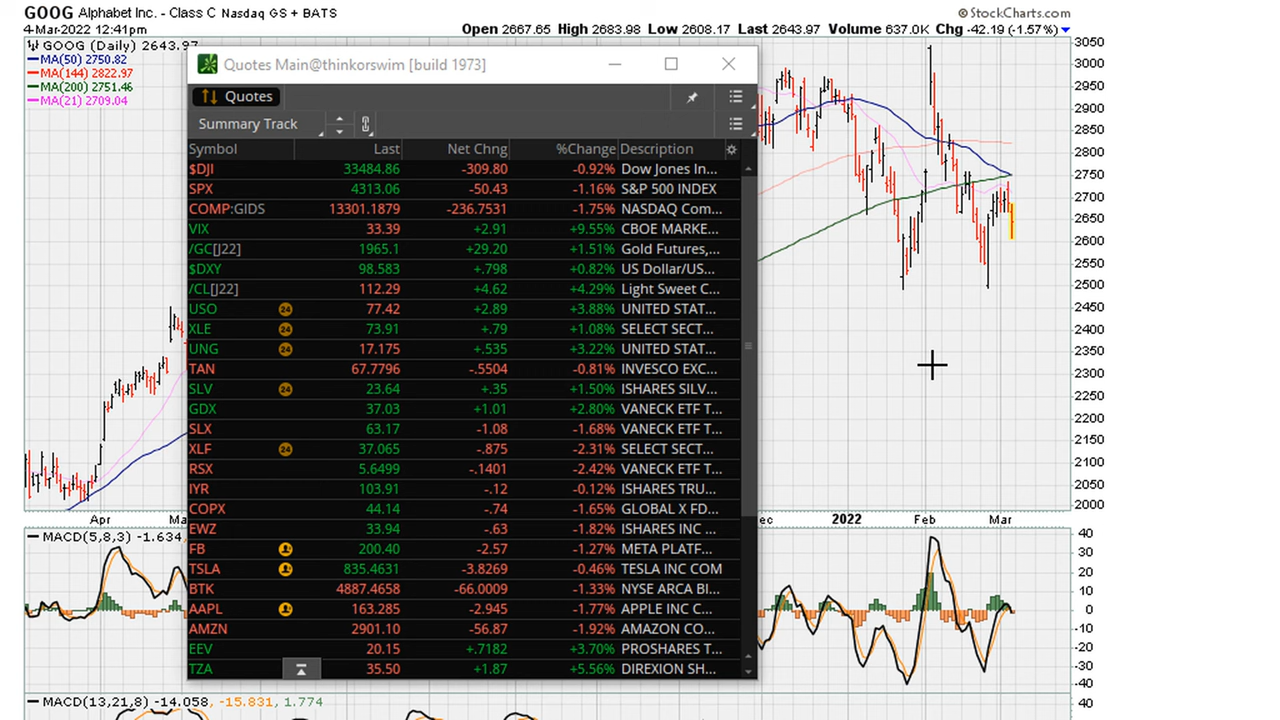 GOOG Alphabet Inc. - Class C Nasdaq GS + BATS
© StockCharts.com
4-Mar-2022 12:41pm
Open 2667.65 High 2683.98 Low 2608.17 Last 2643.97 Volume 637.0K Chg -42.19 (-1.57%)
GOOG (Daily) 2643.97
MA(50) 2750.82
MA(144) 2822.97
MA(200) 2751.46
MA(21) 2709.04
Quotes Main@thinkorswim [build 1973]
Quotes
Summary Track
Symbol Last Net Chng %Change Description
$DJI 33484.86 -309.80 -0.92% Dow Jones In...
SPX 4313.06 -50.43 -1.16% S&P 500 INDEX
COMP:GIDS 13301.1879 -236.7531 -1.75% NASDAQ Com...
VIX 33.39 +2.91 +9.55% CBOE MARKE...
/GC[J22] 1965.1 +29.20 +1.51% Gold Futures,...
$DXY 98.583 +.798 +0.82% US Dollar/US...
/CL[J22] 112.29 +4.62 +4.29% Light Sweet C...
USO 24 77.42 +2.89 +3.88% UNITED STAT...
XLE 24 73.91 +.79 +1.08% SELECT SECT...
UNG 24 17.175 +.535 +3.22% UNITED STAT...
TAN 67.7796 -.5504 -0.81% INVESCO EXC...
SLV 24 23.64 +.35 +1.50% ISHARES SILV...
GDX 37.03 +1.01 +2.80% VANECK ETF T...
SLX 63.17 -1.08 -1.68% VANECK ETF T...
XLF 24 37.065 -.875 -2.31% SELECT SECT...
RSX 5.6499 -.1401 -2.42% VANECK ETF T...
IYR 103.91 -.12 -0.12% ISHARES TRU...
COPX 44.14 -.74 -1.65% GLOBAL X FD...
EWZ 33.94 -.63 -1.82% ISHARES INC ...
FB 200.40 -2.57 -1.27% META PLATF...
TSLA 835.4631 -3.8269 -0.46% TESLA INC COM
BTK 4887.4658 -66.0009 -1.33% NYSE ARCA BI...
AAPL 163.285 -2.945 -1.77% APPLE INC C...
AMZN 2901.10 -56.87 -1.92% AMAZON CO...
EEV 20.15 +.7182 +3.70% PROSHARES T...
TZA 35.50 +1.87 +5.56% DIREXION SH...
3050
3000
2950
2900
2850
2800
2750
2700
2650
2600
2550
2500
2450
2400
2350
2300
2250
2200
2150
2100
2050
2000
Apr Ma ec 2022 Feb Mar
MACD(5,8,3) -1.634
40
30
20
10
0
-10
-20
-30
-40
MACD(13,21,8) -14.058, -15.831, 1.774
40